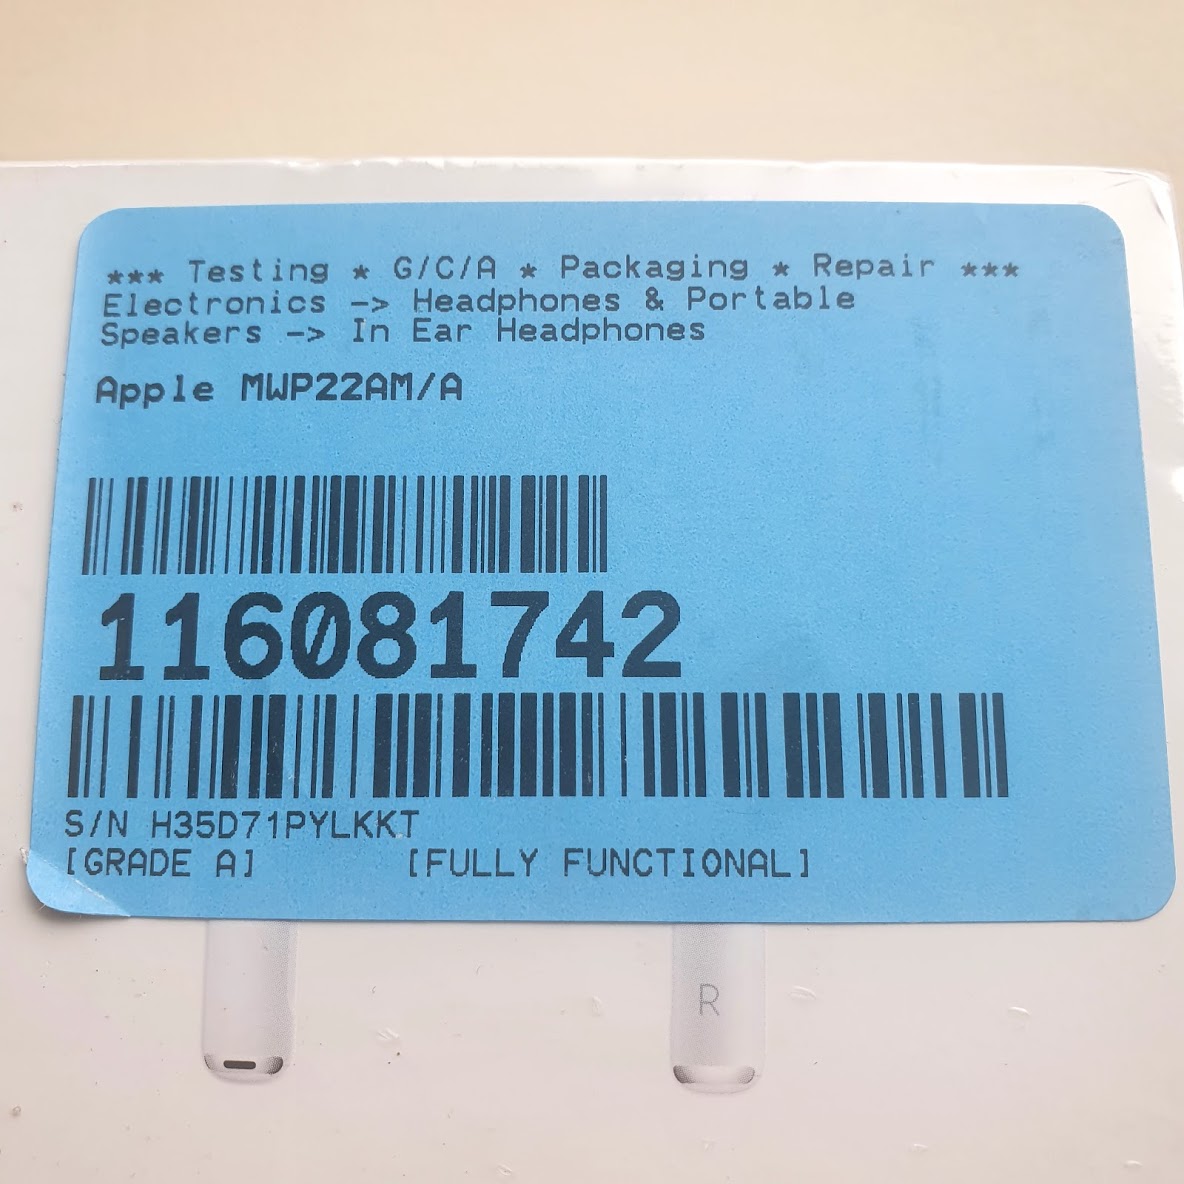 *** Testing * G/C/A * Packaging * Repair ***
Electronics -> Headphones & Portable
Speakers -> In Ear Headphones
Apple MWP22AM/A
116081742
S/N H35D71PYLKKT
[GRADE A] [FULLY FUNCTIONAL]
R